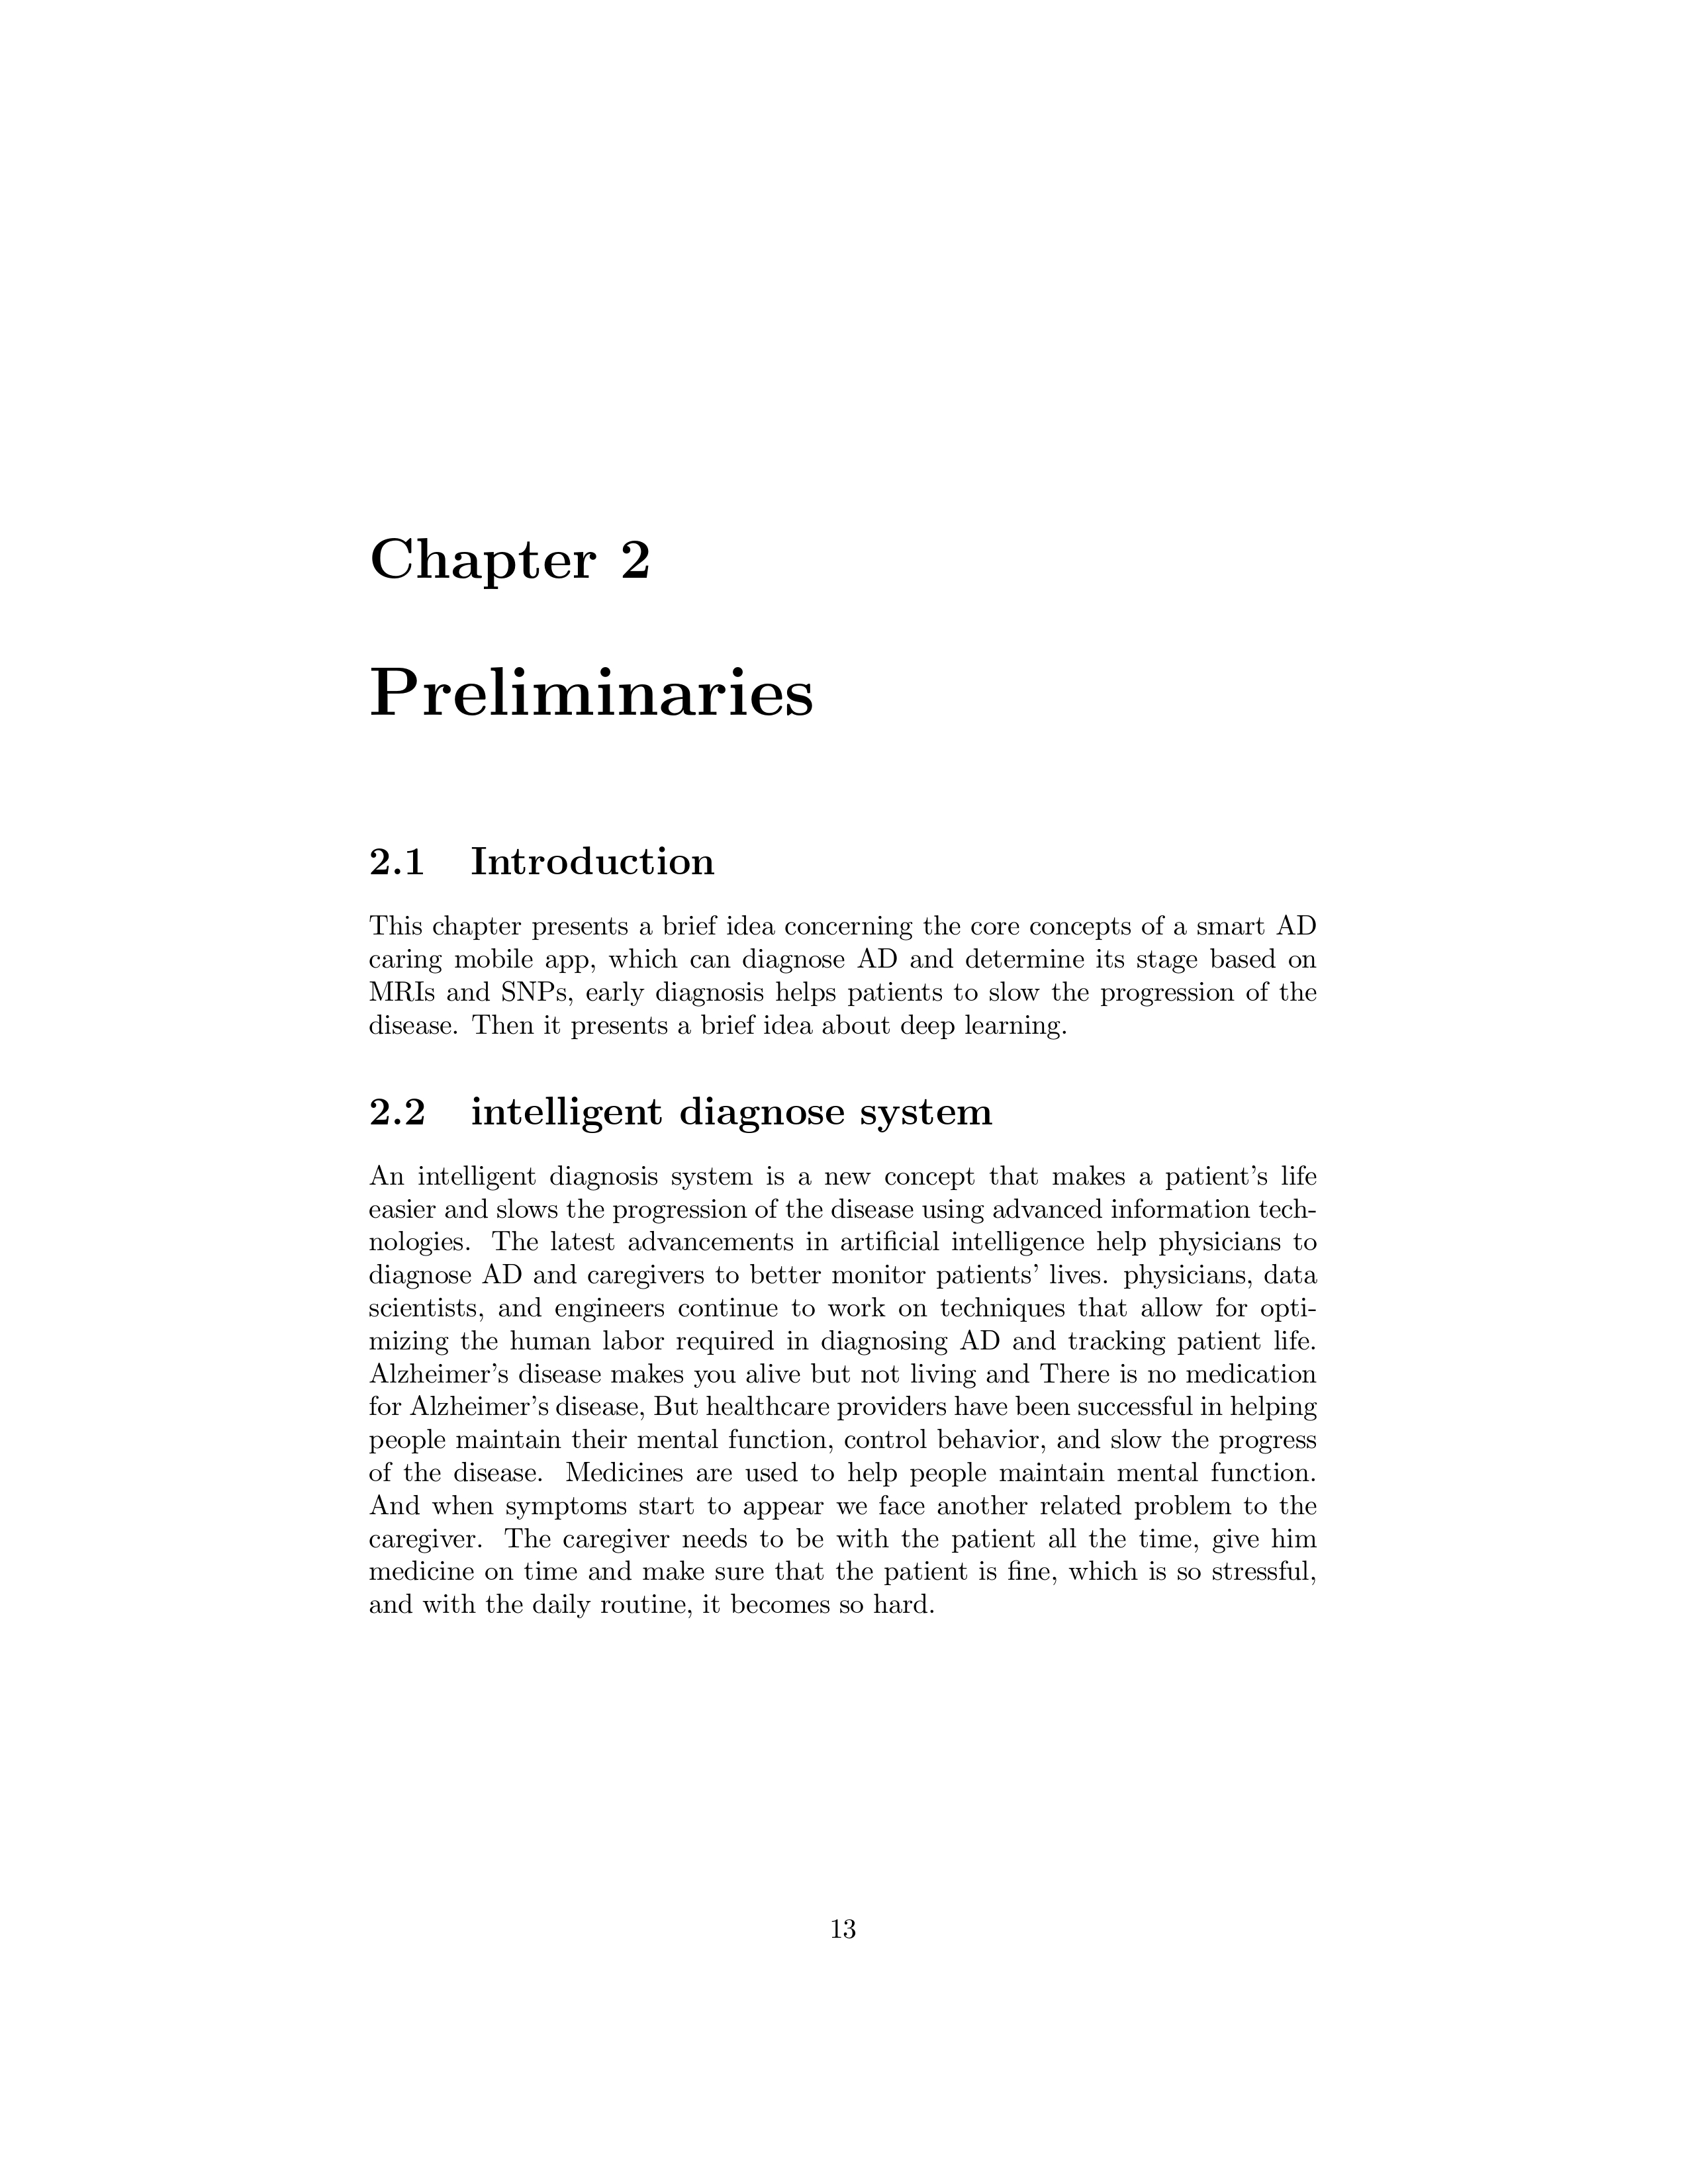 Chapter 2
Preliminaries
2.1 Introduction
This chapter presents a brief idea concerning the core concepts of a smart AD
caring mobile app, which can diagnose AD and determine its stage based on
MRIs and SNPs, early diagnosis helps patients to slow the progression of the
disease. Then it presents a brief idea about deep learning.
2.2 intelligent diagnose system
An intelligent diagnosis system is a new concept that makes a patient’s life
easier and slows the progression of the disease using advanced information tech-
nologies. The latest advancements in artificial intelligence help physicians to
diagnose AD and caregivers to better monitor patients’ lives. physicians, data
scientists, and engineers continue to work on techniques that allow for opti-
mizing the human labor required in diagnosing AD and tracking patient life.
Alzheimer’s disease makes you alive but not living and There is no medication
for Alzheimer’s disease, But healthcare providers have been successful in helping
people maintain their mental function, control behavior, and slow the progress
of the disease. Medicines are used to help people maintain mental function.
And when symptoms start to appear we face another related problem to the
caregiver. The caregiver needs to be with the patient all the time, give him
medicine on time and make sure that the patient is fine, which is so stressful,
and with the daily routine, it becomes so hard.
13